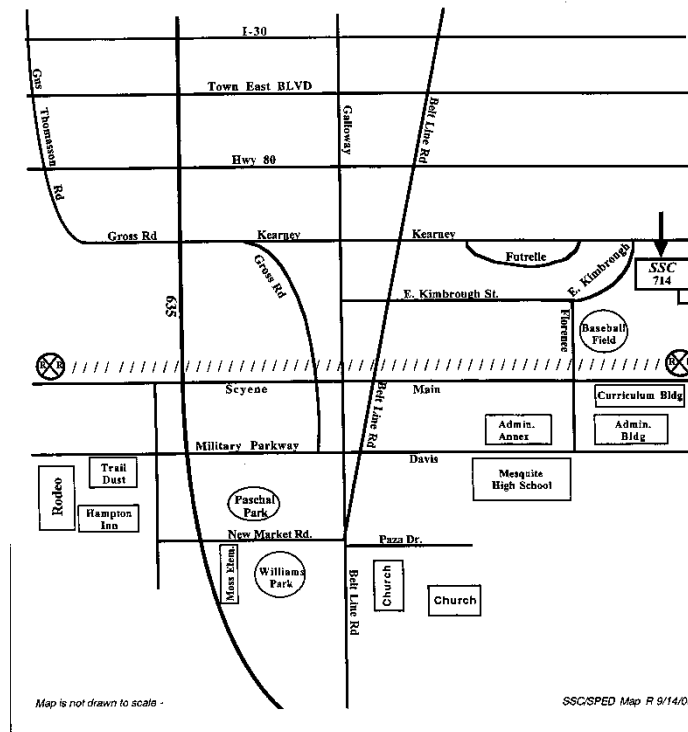 I-30
Town East BLVD
Gus Thomasson Rd
Galloway
Belt Line Rd
Hwy 80
Gross Rd
Kearney
Kearney
Futrelle
E. Kimbrough
SSC
714
Gross Rd
635
E. Kimbrough St.
Florence
Baseball
Field
R R
R R
Scyene
Main
Belt Line Rd
Curriculum Bldg
Admin.
Annex
Admin.
Bldg
Military Parkway
Davis
Rodeo
Trail
Dust
Mesquite
High School
Hampton
Inn
Paschal
Park
New Market Rd.
Paza Dr.
Moss Elem.
Williams
Park
Belt Line Rd
Church
Church
Map is not drawn to scale -
SSC/SPED Map R 9/14/0